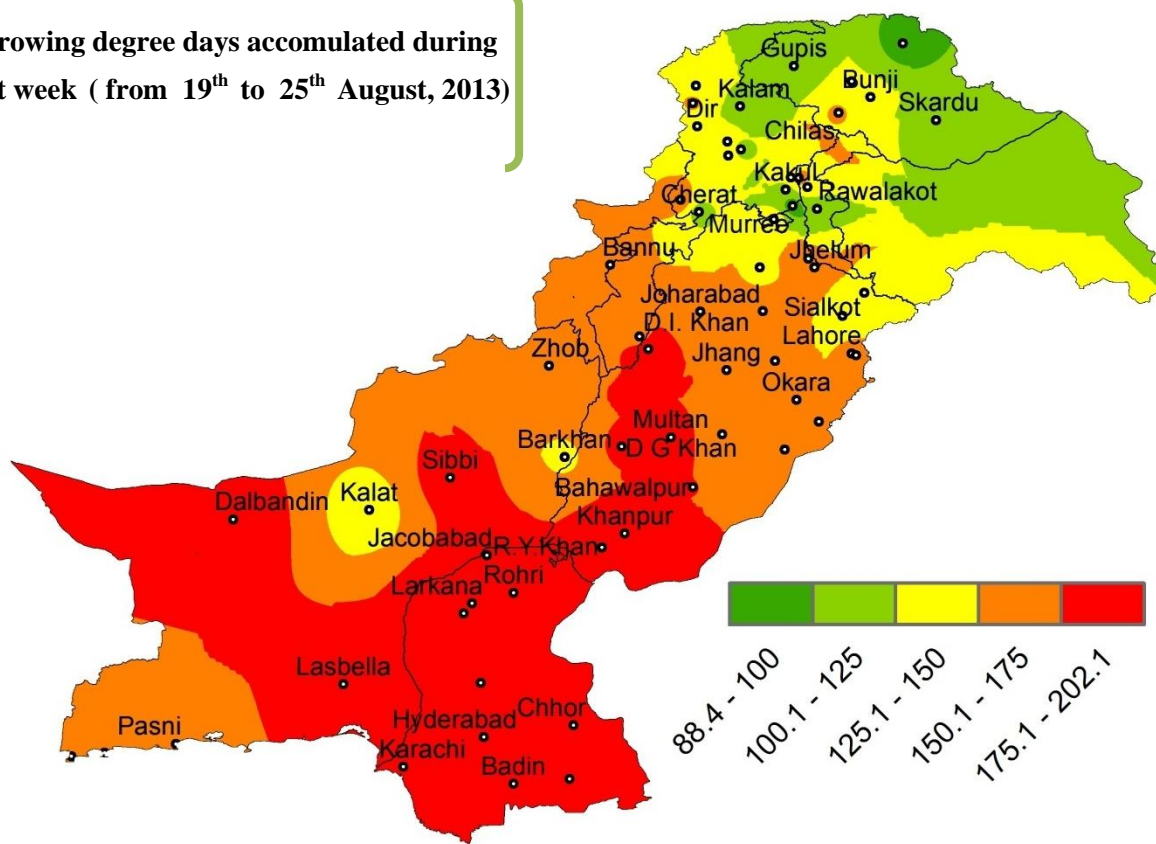 rowing degree days accomulated during
t week ( from 19th to 25th August, 2013)
Gupis
Bunji
Kalam
Skardu
Dir
Chilas
Kakul
Cherat
Rawalakot
Murree
Bannu
Jhelum
Joharabad
Sialkot
D.I. Khan
Lahore
Zhob
Jhang
Okara
Multan
Barkhan
D G Khan
Sibbi
Bahawalpur
Dalbandin
Kalat
Khanpur
Jacobabad
R.Y.Khan
Rohri
Larkana
Lasbella
Chhor
Pasni
Hyderabad
Karachi
Badin
88.4 - 100
100.1 - 125
125.1 - 150
150.1 - 175
175.1 - 202.1